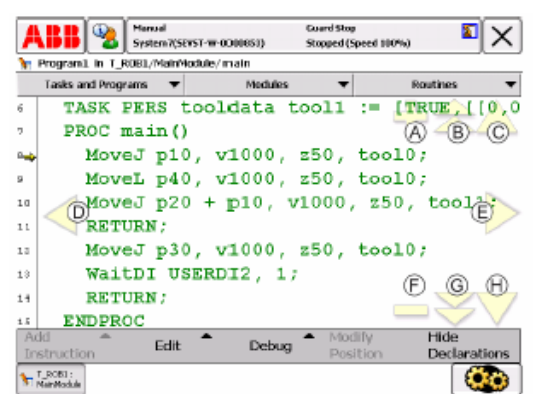 ABB
Manual
Guard Stop
System7(SEVST-W-0000853)
Stopped (Speed 100%)
Program1 in T_ROB1/MainModule/main
Tasks and Programs
Modules
Routines
6 TASK PERS tooldata tool1 := [TRUE,[[0,0
7 PROC main()
A B C
8 MoveJ p10, v1000, z50, tool0;
9 MoveL p40, v1000, z50, tool0;
10 MoveJ p20 + p10, v1000, z50, tool1;
D E
11 RETURN;
12 MoveJ p30, v1000, z50, tool0;
13 WaitDI USERDI2, 1;
F G H
14 RETURN;
15 ENDPROC
Add Instruction
Edit
Debug
Modify Position
Hide Declarations
T_ROB1:
MainModule